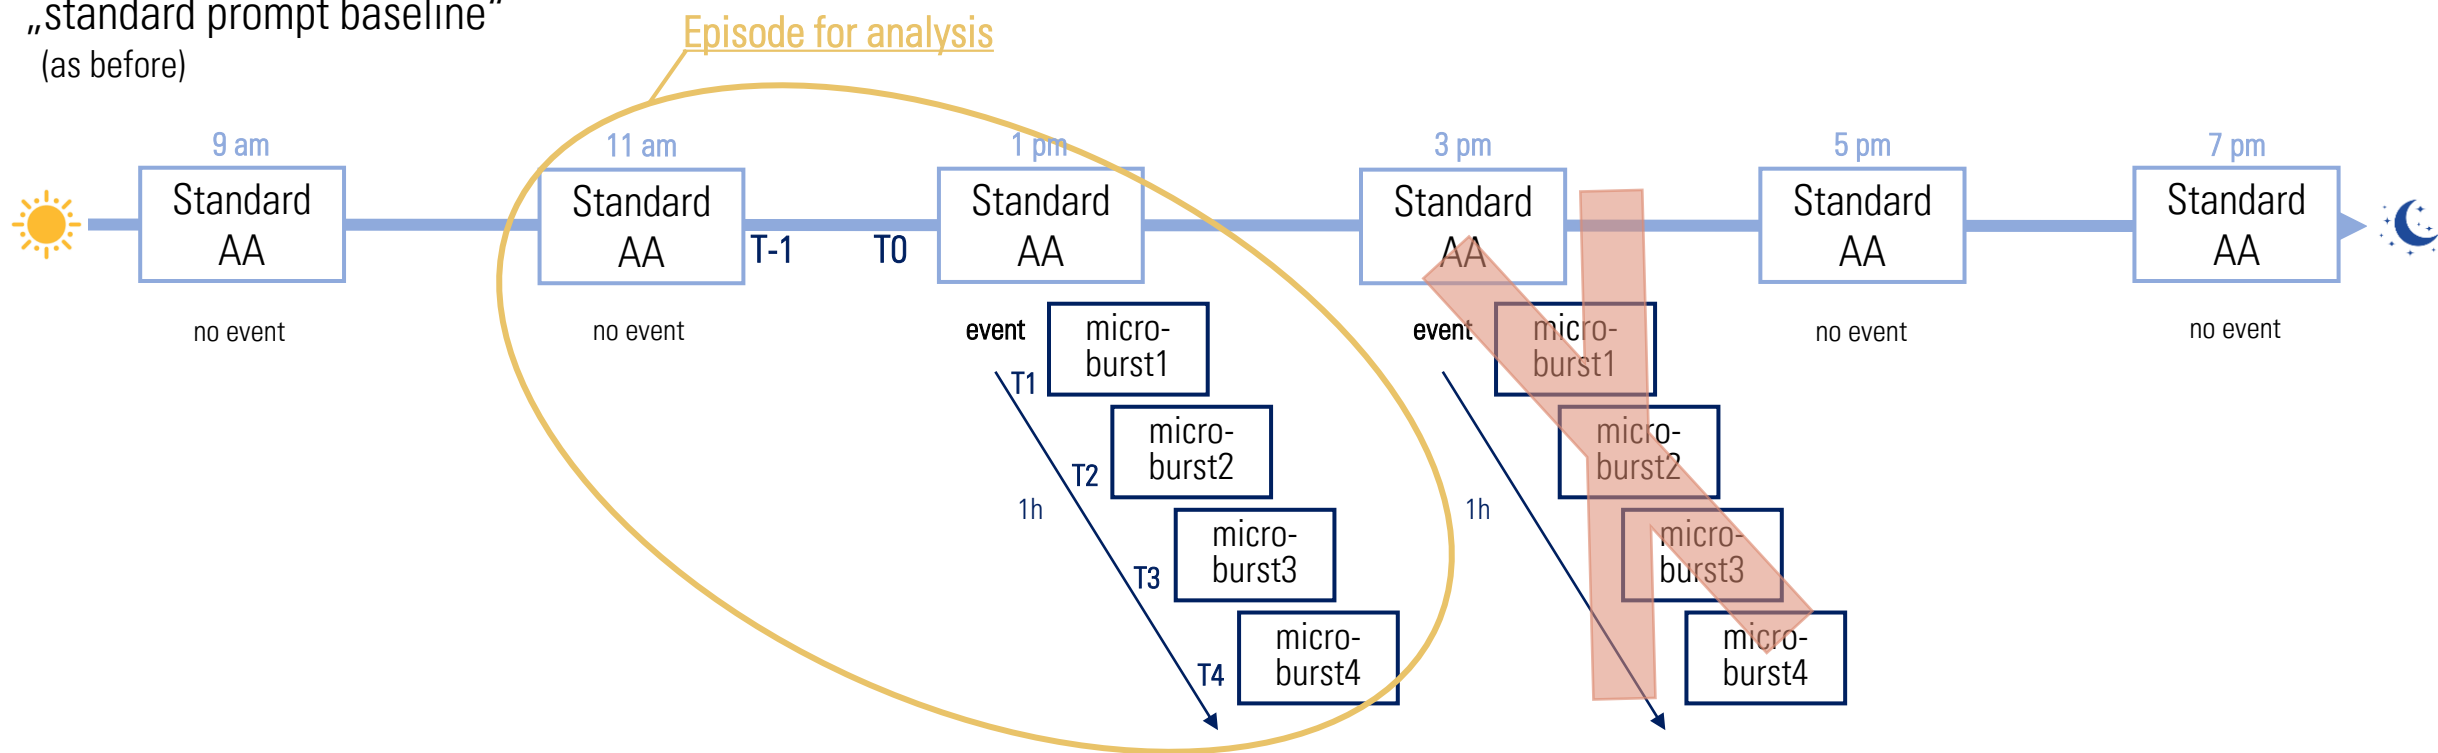 „standard prompt baseline“
(as before)
Episode for analysis
9 am
11 am
1 pm
3 pm
5 pm
7 pm
Standard
AA
Standard
AA
T-1
T0
Standard
AA
Standard
AA
Standard
AA
Standard
AA
no event
no event
event
event
no event
no event
micro-
burst1
T1
micro-
burst2
T2
1h
micro-
burst3
T3
micro-
burst4
T4
micro-
burst1
micro-
burst2
1h
micro-
burst3
micro-
burst4